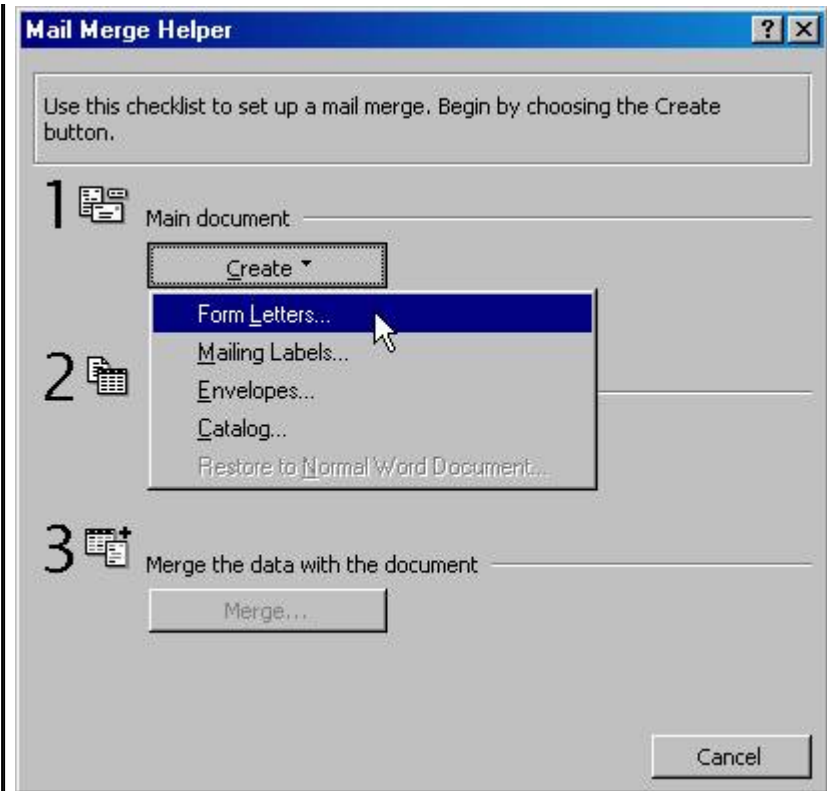 Mail Merge Helper
Use this checklist to set up a mail merge. Begin by choosing the Create
button.
1
Main document
Create
Form Letters...
Mailing Labels...
2
Envelopes...
Catalog...
Restore to Normal Word Document...
3
Merge the data with the document
Merge...
Cancel